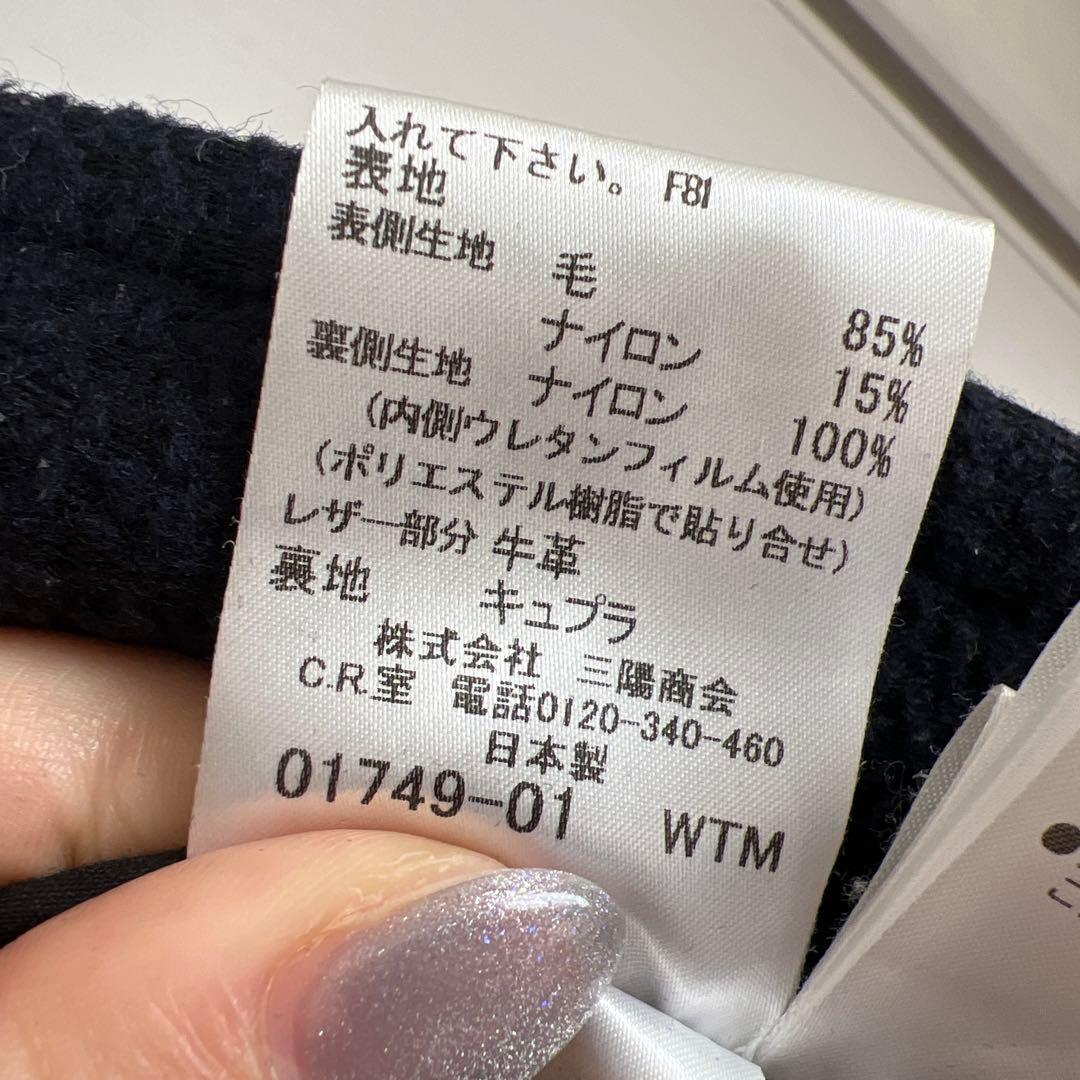 入れて下さい。 F81
表地
表側生地 毛 85%
ナイロン 15%
裏側生地 ナイロン 100%
(内側ウレタンフィルム使用)
(ポリエステル樹脂で貼り合せ)
レザー部分 牛革
裏地 キュプラ
株式会社 三陽商会
C.R.室 電話0120-340-460
日本製
01749-01 WTM